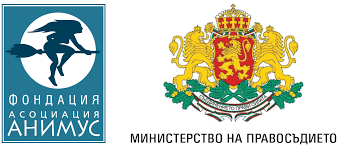 ФОНДАЦИЯ
АСОЦИАЦИЯ
АНИМУС
МИНИСТЕРСТВО НА ПРАВОСЪДИЕТО